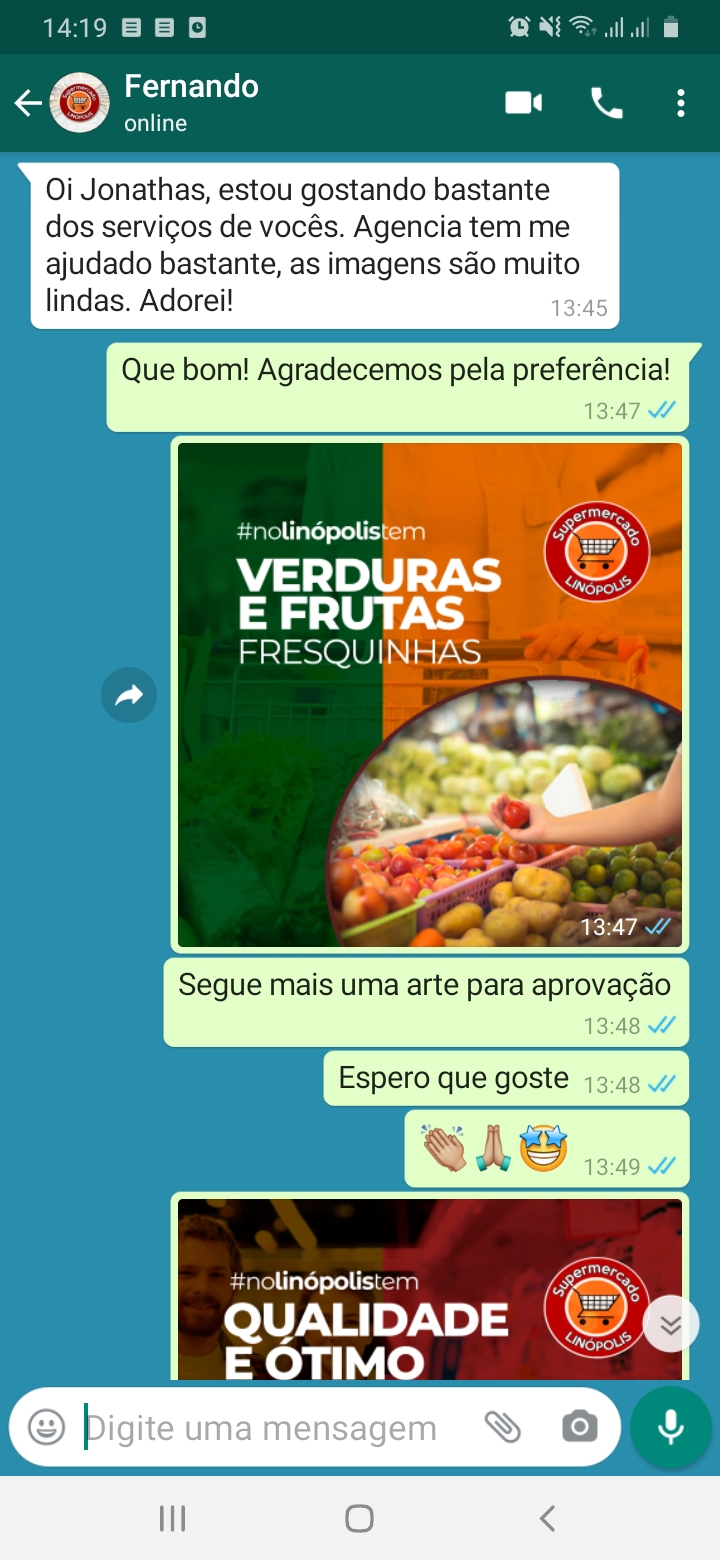 14:19
Fernando
online
Oi Jonathas, estou gostando bastante
dos serviços de vocês. Agencia tem me
ajudado bastante, as imagens são muito
lindas. Adorei!
13:45
Que bom! Agradecemos pela preferência!
13:47
#nolinópolistem
VERDURAS
E FRUTAS
FRESQUINHAS
Supermercado
LINÓPOLIS
13:47
Segue mais uma arte para aprovação
13:48
Espero que goste 13:48
13:49
#nolinópolistem
QUALIDADE
E ÓTIMO
Supermercado
LINÓPOLIS
Digite uma mensagem